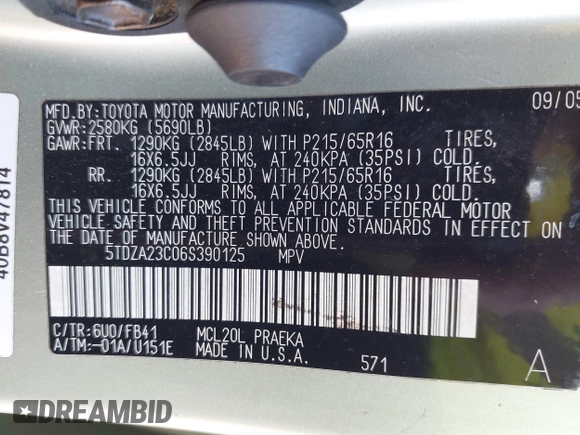 MFD.BY:TOYOTA MOTOR MANUFACTURING, INDIANA, INC. 09/05
GVWR:2580KG (5690LB)
GAWR:FRT. 1290KG (2845LB) WITH P215/65R16 TIRES,
16X6.5JJ RIMS, AT 240KPA (35PSI) COLD.
RR. 1290KG (2845LB) WITH P215/65R16 TIRES,
16X6.5JJ RIMS, AT 240KPA (35PSI) COLD.
THIS VEHICLE CONFORMS TO ALL APPLICABLE FEDERAL MOTOR
VEHICLE SAFETY AND THEFT PREVENTION STANDARDS IN EFFECT ON
THE DATE OF MANUFACTURE SHOWN ABOVE.
5TDZA23C06S390125 MPV
C/TR:6U0/FB41 MCL20L PRAEKA
A/TM:-01A/U151E MADE IN U.S.A. 571 A
40B8V47814
DREAMBID
dreambid.com